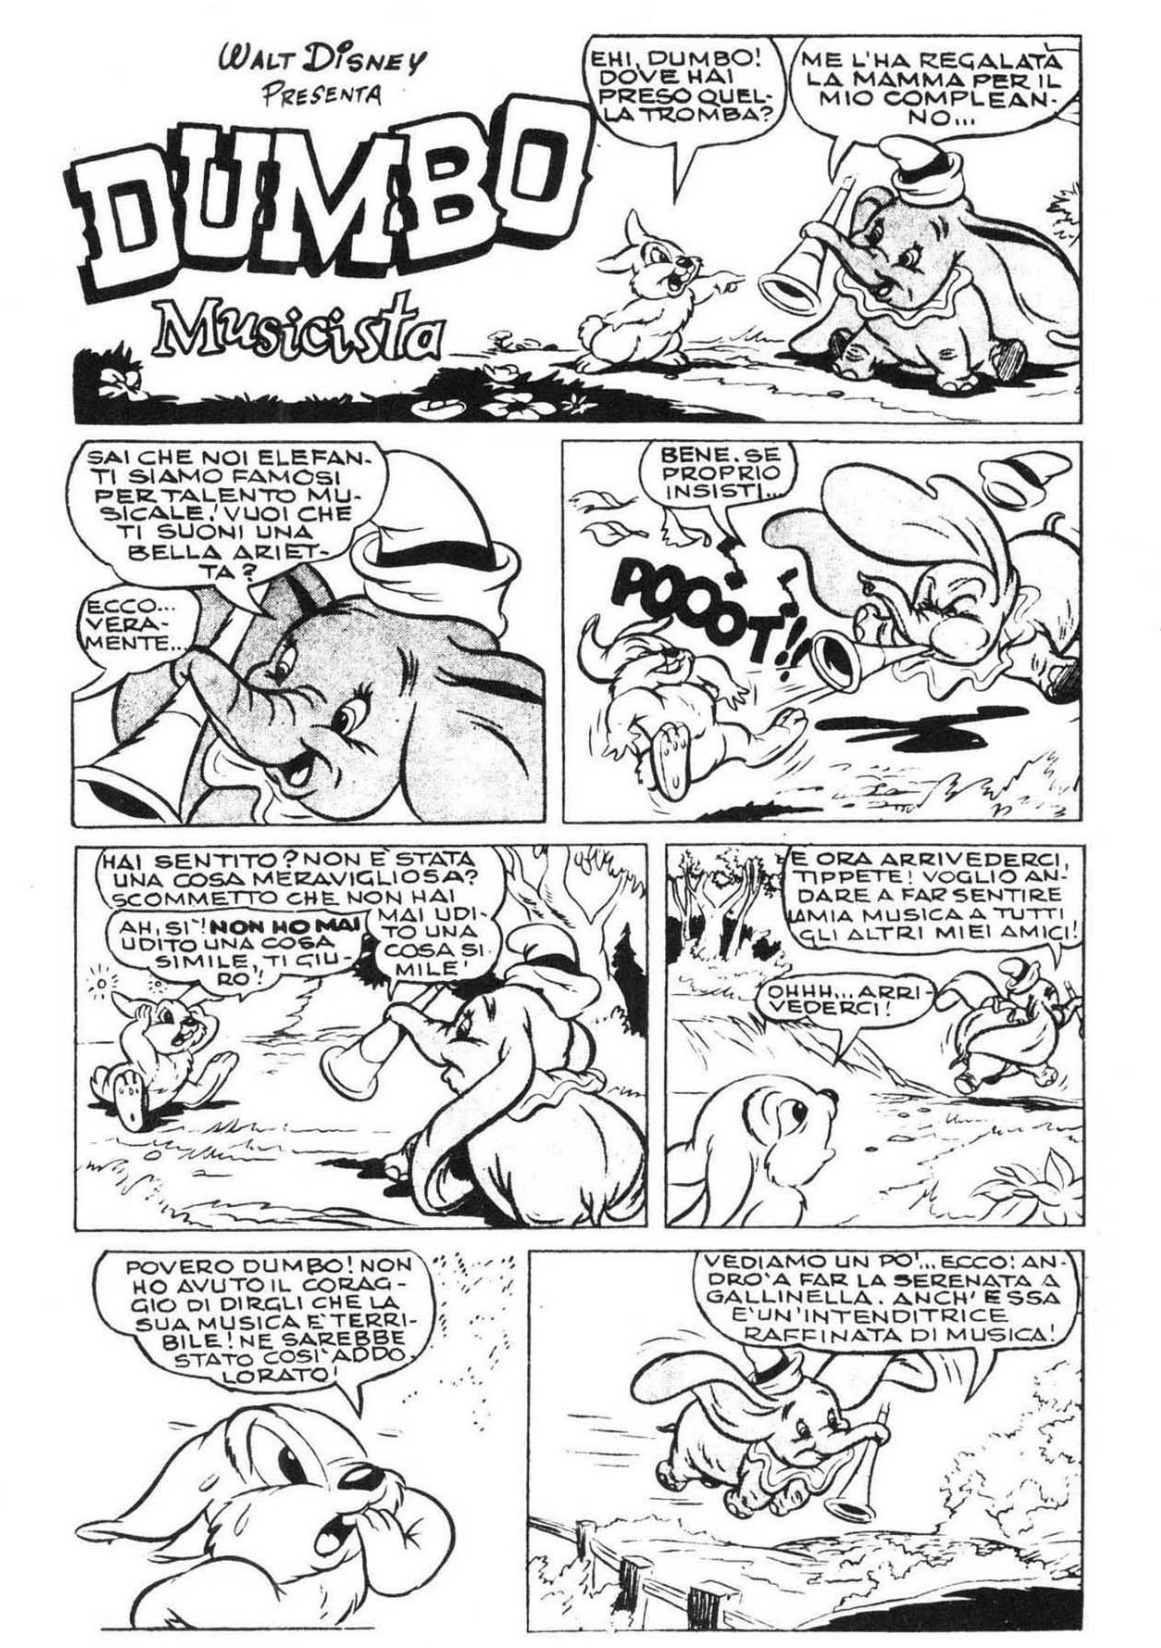 WALT DISNEY
PRESENTA
DUMBO
Musicista
EHI, DUMBO!
DOVE HAI
PRESO QUEL-
LA TROMBA?
ME L'HA REGALATA
LA MAMMA PER IL
MIO COMPLEAN-
NO...
SAI CHE NOI ELEFAN-
TI SIAMO FAMOSI
PER TALENTO MU-
SICALE! VUOI CHE
TI SUONI UNA
BELLA ARIET-
TA?
ECCO...
VERA-
MENTE...
BENE. SE
PROPRIO
INSISTI...
POOOT!!
HAI SENTITO? NON È STATA
UNA COSA MERAVIGLIOSA?
SCOMMETTO CHE NON HAI
MAI UDI-
TO UNA
COSA SI-
MILE!
AH, SI'! NON HO MAI
UDITO UNA COSA
SIMILE, TI GIU-
RO!
E ORA ARRIVEDERCI,
TIPPETE! VOGLIO AN-
DARE A FAR SENTIRE
LA MIA MUSICA A TUTTI
GLI ALTRI MIEI AMICI!
OHHH... ARRI-
VEDERCI!
POVERO DUMBO! NON
HO AVUTO IL CORAG-
GIO DI DIRGLI CHE LA
SUA MUSICA E' TERRI-
BILE! NE SAREBBE
STATO COSI' ADDO-
LORATO!
VEDIAMO UN PO'... ECCO! AN-
DRO' A FAR LA SERENATA A
GALLINELLA. ANCH' ESSA
E' UN' INTENDITRICE
RAFFINATA DI MUSICA!